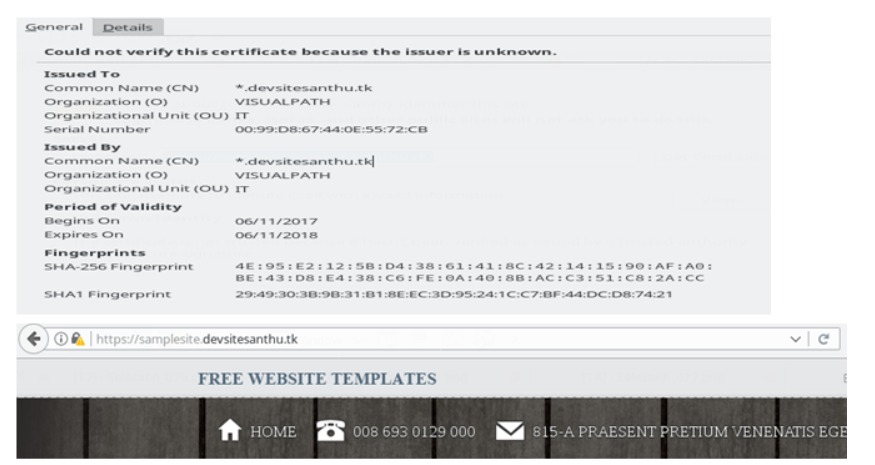 General Details
Could not verify this certificate because the issuer is unknown.
Issued To
Common Name (CN) *.devsitesanthu.tk
Organization (O) VISUALPATH
Organizational Unit (OU) IT
Serial Number 00:99:D8:67:44:0E:55:72:CB
Issued By
Common Name (CN) *.devsitesanthu.tk
Organization (O) VISUALPATH
Organizational Unit (OU) IT
Period of Validity
Begins On 06/11/2017
Expires On 06/11/2018
Fingerprints
SHA-256 Fingerprint 4E:95:E2:12:5B:D4:38:61:41:8C:42:14:15:90:AF:A0:
BE:43:D8:E4:38:C6:FE:0A:40:8B:AC:C3:51:C8:2A:CC
SHA1 Fingerprint 29:49:30:3B:9B:31:B1:8E:EC:3D:95:24:1C:C7:BF:44:DC:D8:74:21
https://samplesite.devsitesanthu.tk
FREE WEBSITE TEMPLATES
HOME 008 693 0129 000 815-A PRAESENT PRETIUM VENENATIS EGE